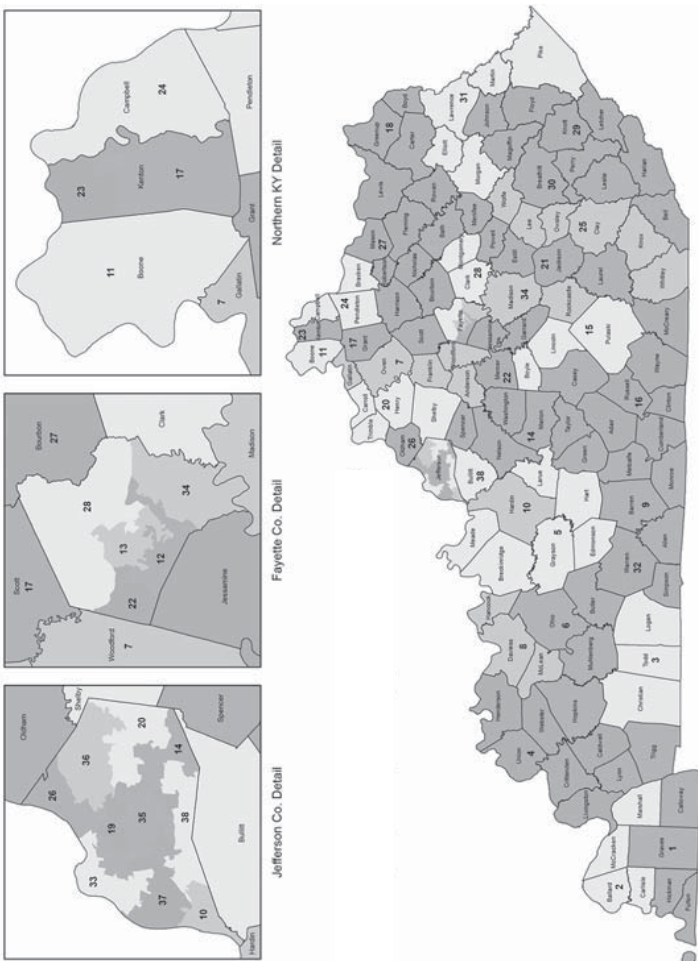 Jefferson Co. Detail
Oldham
Shelby
Spencer
Bullitt
Hardin
26
36
20
14
19
35
33
38
37
10
Fayette Co. Detail
Scott
17
Bourbon
27
Clark
Madison
Jessamine
Woodford
7
28
13
12
22
34
Northern KY Detail
Campbell
24
Pendleton
Kenton
23
17
Grant
Boone
11
Gallatin
7
Boone
11
23
Campbell
24
Pendleton
Bracken
Grant
17
Gallatin
Carroll
Trimble
20
Henry
Owen
7
Oldham
26
Shelby
Franklin
Scott
Harrison
Robertson
Mason
27
Lewis
Greenup
18
Boyd
Carter
Fleming
Nicholas
Bourbon
Bath
Rowan
Elliott
Lawrence
31
Martin
Johnson
Morgan
Menifee
Montgomery
Clark
28
Powell
Fayette
Woodford
Jessamine
Anderson
Spencer
Jefferson
Bullitt
38
Meade
Breckinridge
Hardin
10
Nelson
Washington
Mercer
22
Boyle
Garrard
Madison
34
Estill
Lee
Wolfe
Magoffin
Floyd
Pike
Knott
29
Breathitt
30
Perry
Letcher
Leslie
Harlan
Owsley
25
Clay
Jackson
21
Rockcastle
Lincoln
Laurel
Knox
Bell
Whitley
McCreary
Pulaski
15
Casey
Marion
14
Larue
Taylor
Green
Hart
Grayson
5
Edmonson
Hancock
Ohio
6
Butler
Daviess
8
McLean
Muhlenberg
Henderson
Union
4
Webster
Hopkins
Crittenden
Caldwell
Lyon
Livingston
Trigg
Christian
Todd
3
Logan
Simpson
Warren
32
Allen
Barren
9
Monroe
Metcalfe
Adair
Cumberland
Russell
16
Clinton
Wayne
McCracken
Ballard
2
Carlisle
Marshall
Graves
1
Calloway
Hickman
Fulton